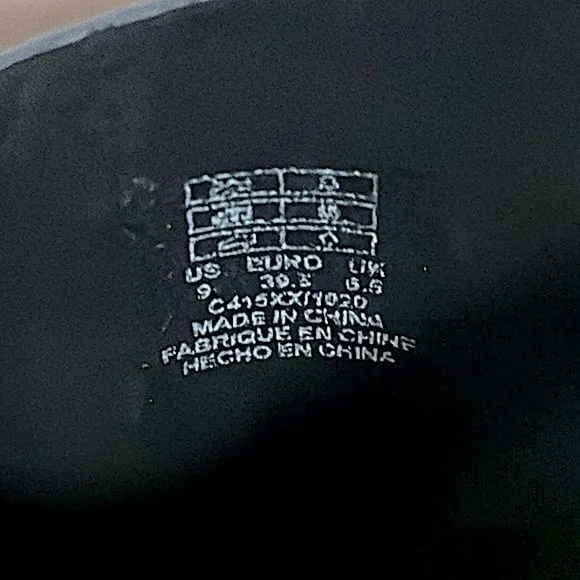 US EURO UK
9 39.5 6.5
C415XX/1020
MADE IN CHINA
FABRIQUE EN CHINE
HECHO EN CHINA